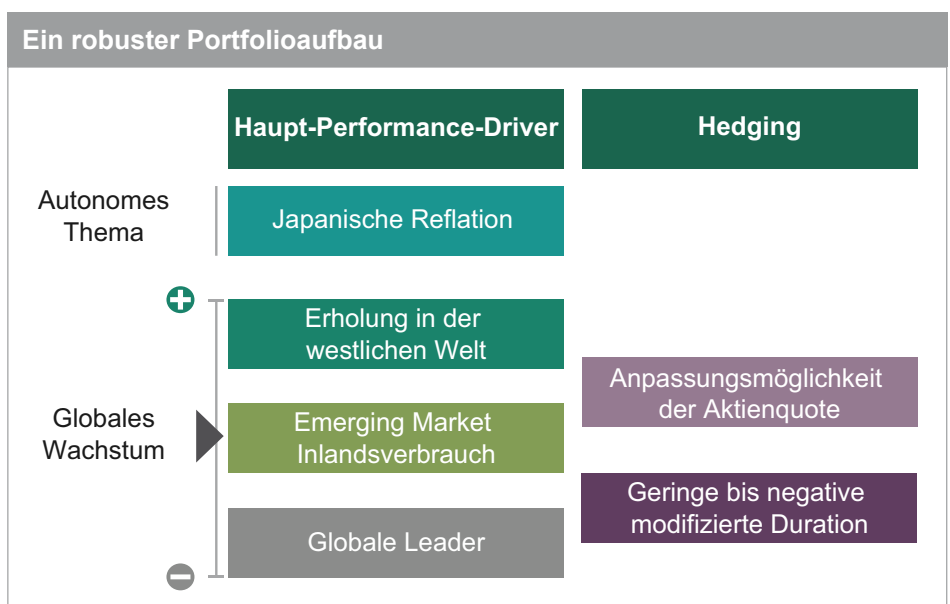 Ein robuster Portfolioaufbau
Haupt-Performance-Driver
Hedging
Autonomes
Thema
Japanische Reflation
Erholung in der
westlichen Welt
Anpassungsmöglichkeit
der Aktienquote
Globales
Wachstum
Emerging Market
Inlandsverbrauch
Geringe bis negative
modifizierte Duration
Globale Leader